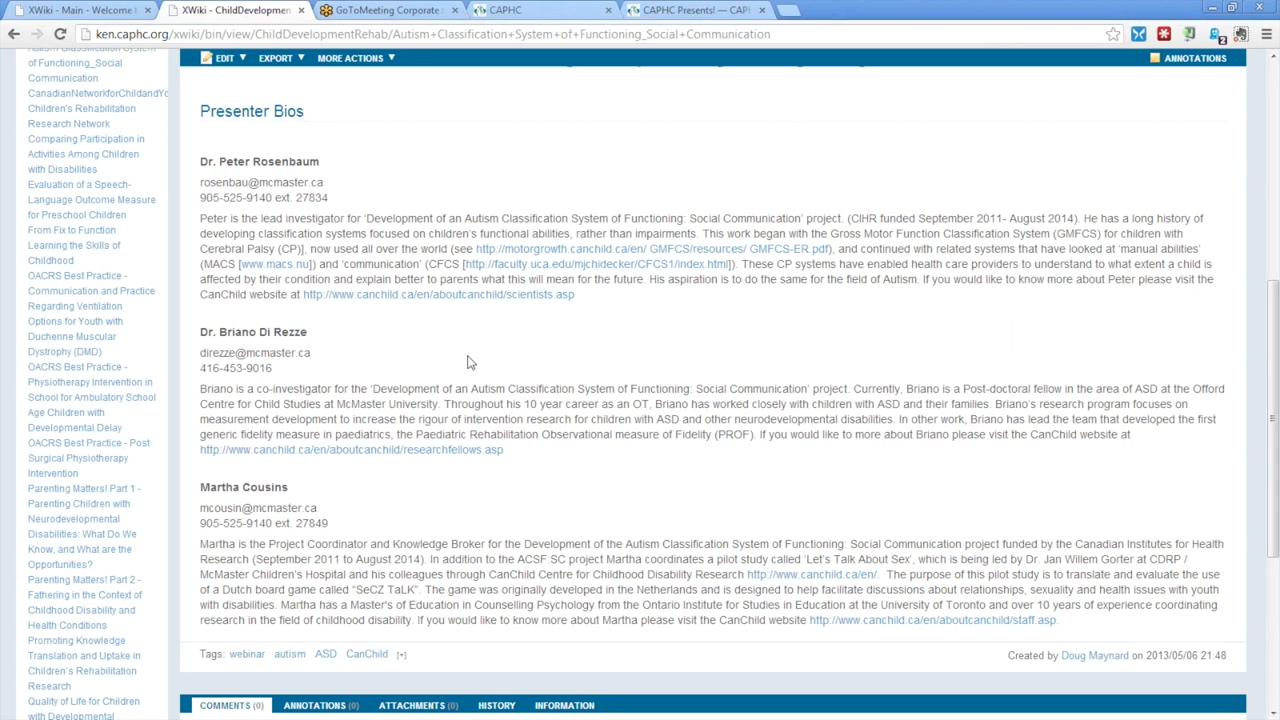 XWiki - Main - Welcome
XWiki - ChildDevelopmen
GoToMeeting Corporate
CAPHC
CAPHC Presents! —
ken.caphc.org/xwiki/bin/view/ChildDevelopmentRehab/Autism+Classification+System+of+Functioning_Social+Communication
Autism Classification System
of Functioning_Social
Communication
CanadianNetworkforChildandYo
Children's Rehabilitation
Research Network
Comparing Participation in
Activities Among Children
with Disabilities
Evaluation of a Speech-
Language Outcome Measure
for Preschool Children
From Fix to Function
Learning the Skills of
Childhood
OACRS Best Practice -
Communication and Practice
Regarding Ventilation
Options for Youth with
Duchenne Muscular
Dystrophy (DMD)
OACRS Best Practice -
Physiotherapy Intervention in
School for Ambulatory School
Age Children with
Developmental Delay
OACRS Best Practice - Post
Surgical Physiotherapy
Intervention
Parenting Matters! Part 1 -
Parenting Children with
Neurodevelopmental
Disabilities: What Do We
Know, and What are the
Opportunities?
Parenting Matters! Part 2 -
Fathering in the Context of
Childhood Disability and
Health Conditions
Promoting Knowledge
Translation and Uptake in
Children's Rehabilitation
Research
Quality of Life for Children
with Developmental
EDIT EXPORT MORE ACTIONS ANNOTATIONS
Presenter Bios
Dr. Peter Rosenbaum
rosenbau@mcmaster.ca
905-525-9140 ext. 27834
Peter is the lead investigator for 'Development of an Autism Classification System of Functioning: Social Communication' project. (CIHR funded September 2011- August 2014). He has a long history of
developing classification systems focused on children's functional abilities, rather than impairments. This work began with the Gross Motor Function Classification System (GMFCS) for children with
Cerebral Palsy (CP)], now used all over the world (see http://motorgrowth.canchild.ca/en/ GMFCS/resources/ GMFCS-ER.pdf), and continued with related systems that have looked at 'manual abilities'
(MACS [www.macs.nu]) and 'communication' (CFCS [http://faculty.uca.edu/mjchidecker/CFCS1/index.html]). These CP systems have enabled health care providers to understand to what extent a child is
affected by their condition and explain better to parents what this will mean for the future. His aspiration is to do the same for the field of Autism. If you would like to know more about Peter please visit the
CanChild website at http://www.canchild.ca/en/aboutcanchild/scientists.asp
Dr. Briano Di Rezze
direzze@mcmaster.ca
416-453-9016
Briano is a co-investigator for the 'Development of an Autism Classification System of Functioning: Social Communication' project. Currently, Briano is a Post-doctoral fellow in the area of ASD at the Offord
Centre for Child Studies at McMaster University. Throughout his 10 year career as an OT, Briano has worked closely with children with ASD and their families. Briano's research program focuses on
measurement development to increase the rigour of intervention research for children with ASD and other neurodevelopmental disabilities. In other work, Briano has lead the team that developed the first
generic fidelity measure in paediatrics, the Paediatric Rehabilitation Observational measure of Fidelity (PROF). If you would like to more about Briano please visit the CanChild website at
http://www.canchild.ca/en/aboutcanchild/researchfellows.asp
Martha Cousins
mcousin@mcmaster.ca
905-525-9140 ext. 27849
Martha is the Project Coordinator and Knowledge Broker for the Development of the Autism Classification System of Functioning: Social Communication project funded by the Canadian Institutes for Health
Research (September 2011 to August 2014). In addition to the ACSF:SC project Martha coordinates a pilot study called 'Let's Talk About Sex', which is being led by Dr. Jan Willem Gorter at CDRP /
McMaster Children's Hospital and his colleagues through CanChild Centre for Childhood Disability Research http://www.canchild.ca/en/. The purpose of this pilot study is to translate and evaluate the use
of a Dutch board game called "SeCZ TaLK". The game was originally developed in the Netherlands and is designed to help facilitate discussions about relationships, sexuality and health issues with youth
with disabilities. Martha has a Master's of Education in Counselling Psychology from the Ontario Institute for Studies in Education at the University of Toronto and over 10 years of experience coordinating
research in the field of childhood disability. If you would like to know more about Martha please visit the CanChild website http://www.canchild.ca/en/aboutcanchild/staff.asp.
Tags: webinar autism ASD CanChild [+]
Created by Doug Maynard on 2013/05/06 21:48
COMMENTS (0) ANNOTATIONS (0) ATTACHMENTS (0) HISTORY INFORMATION